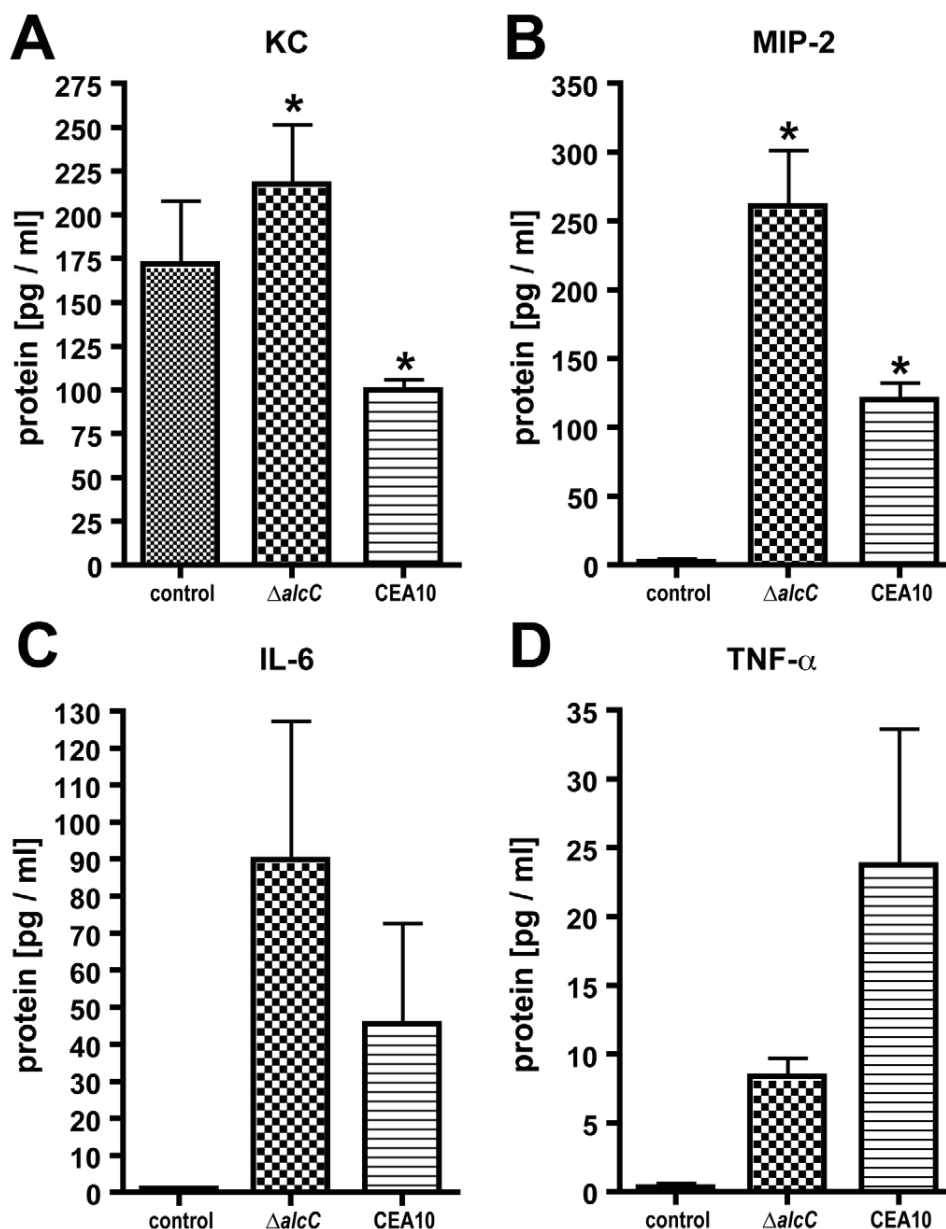 A
KC
protein [pg / ml]
275
250
225
200
175
150
125
100
75
50
25
0
*
*
control
ΔalcC
CEA10
B
MIP-2
protein [pg / ml]
350
300
250
200
150
100
50
0
*
*
control
ΔalcC
CEA10
C
IL-6
protein [pg / ml]
130
120
110
100
90
80
70
60
50
40
30
20
10
0
control
ΔalcC
CEA10
D
TNF-α
protein [pg / ml]
35
30
25
20
15
10
5
0
control
ΔalcC
CEA10